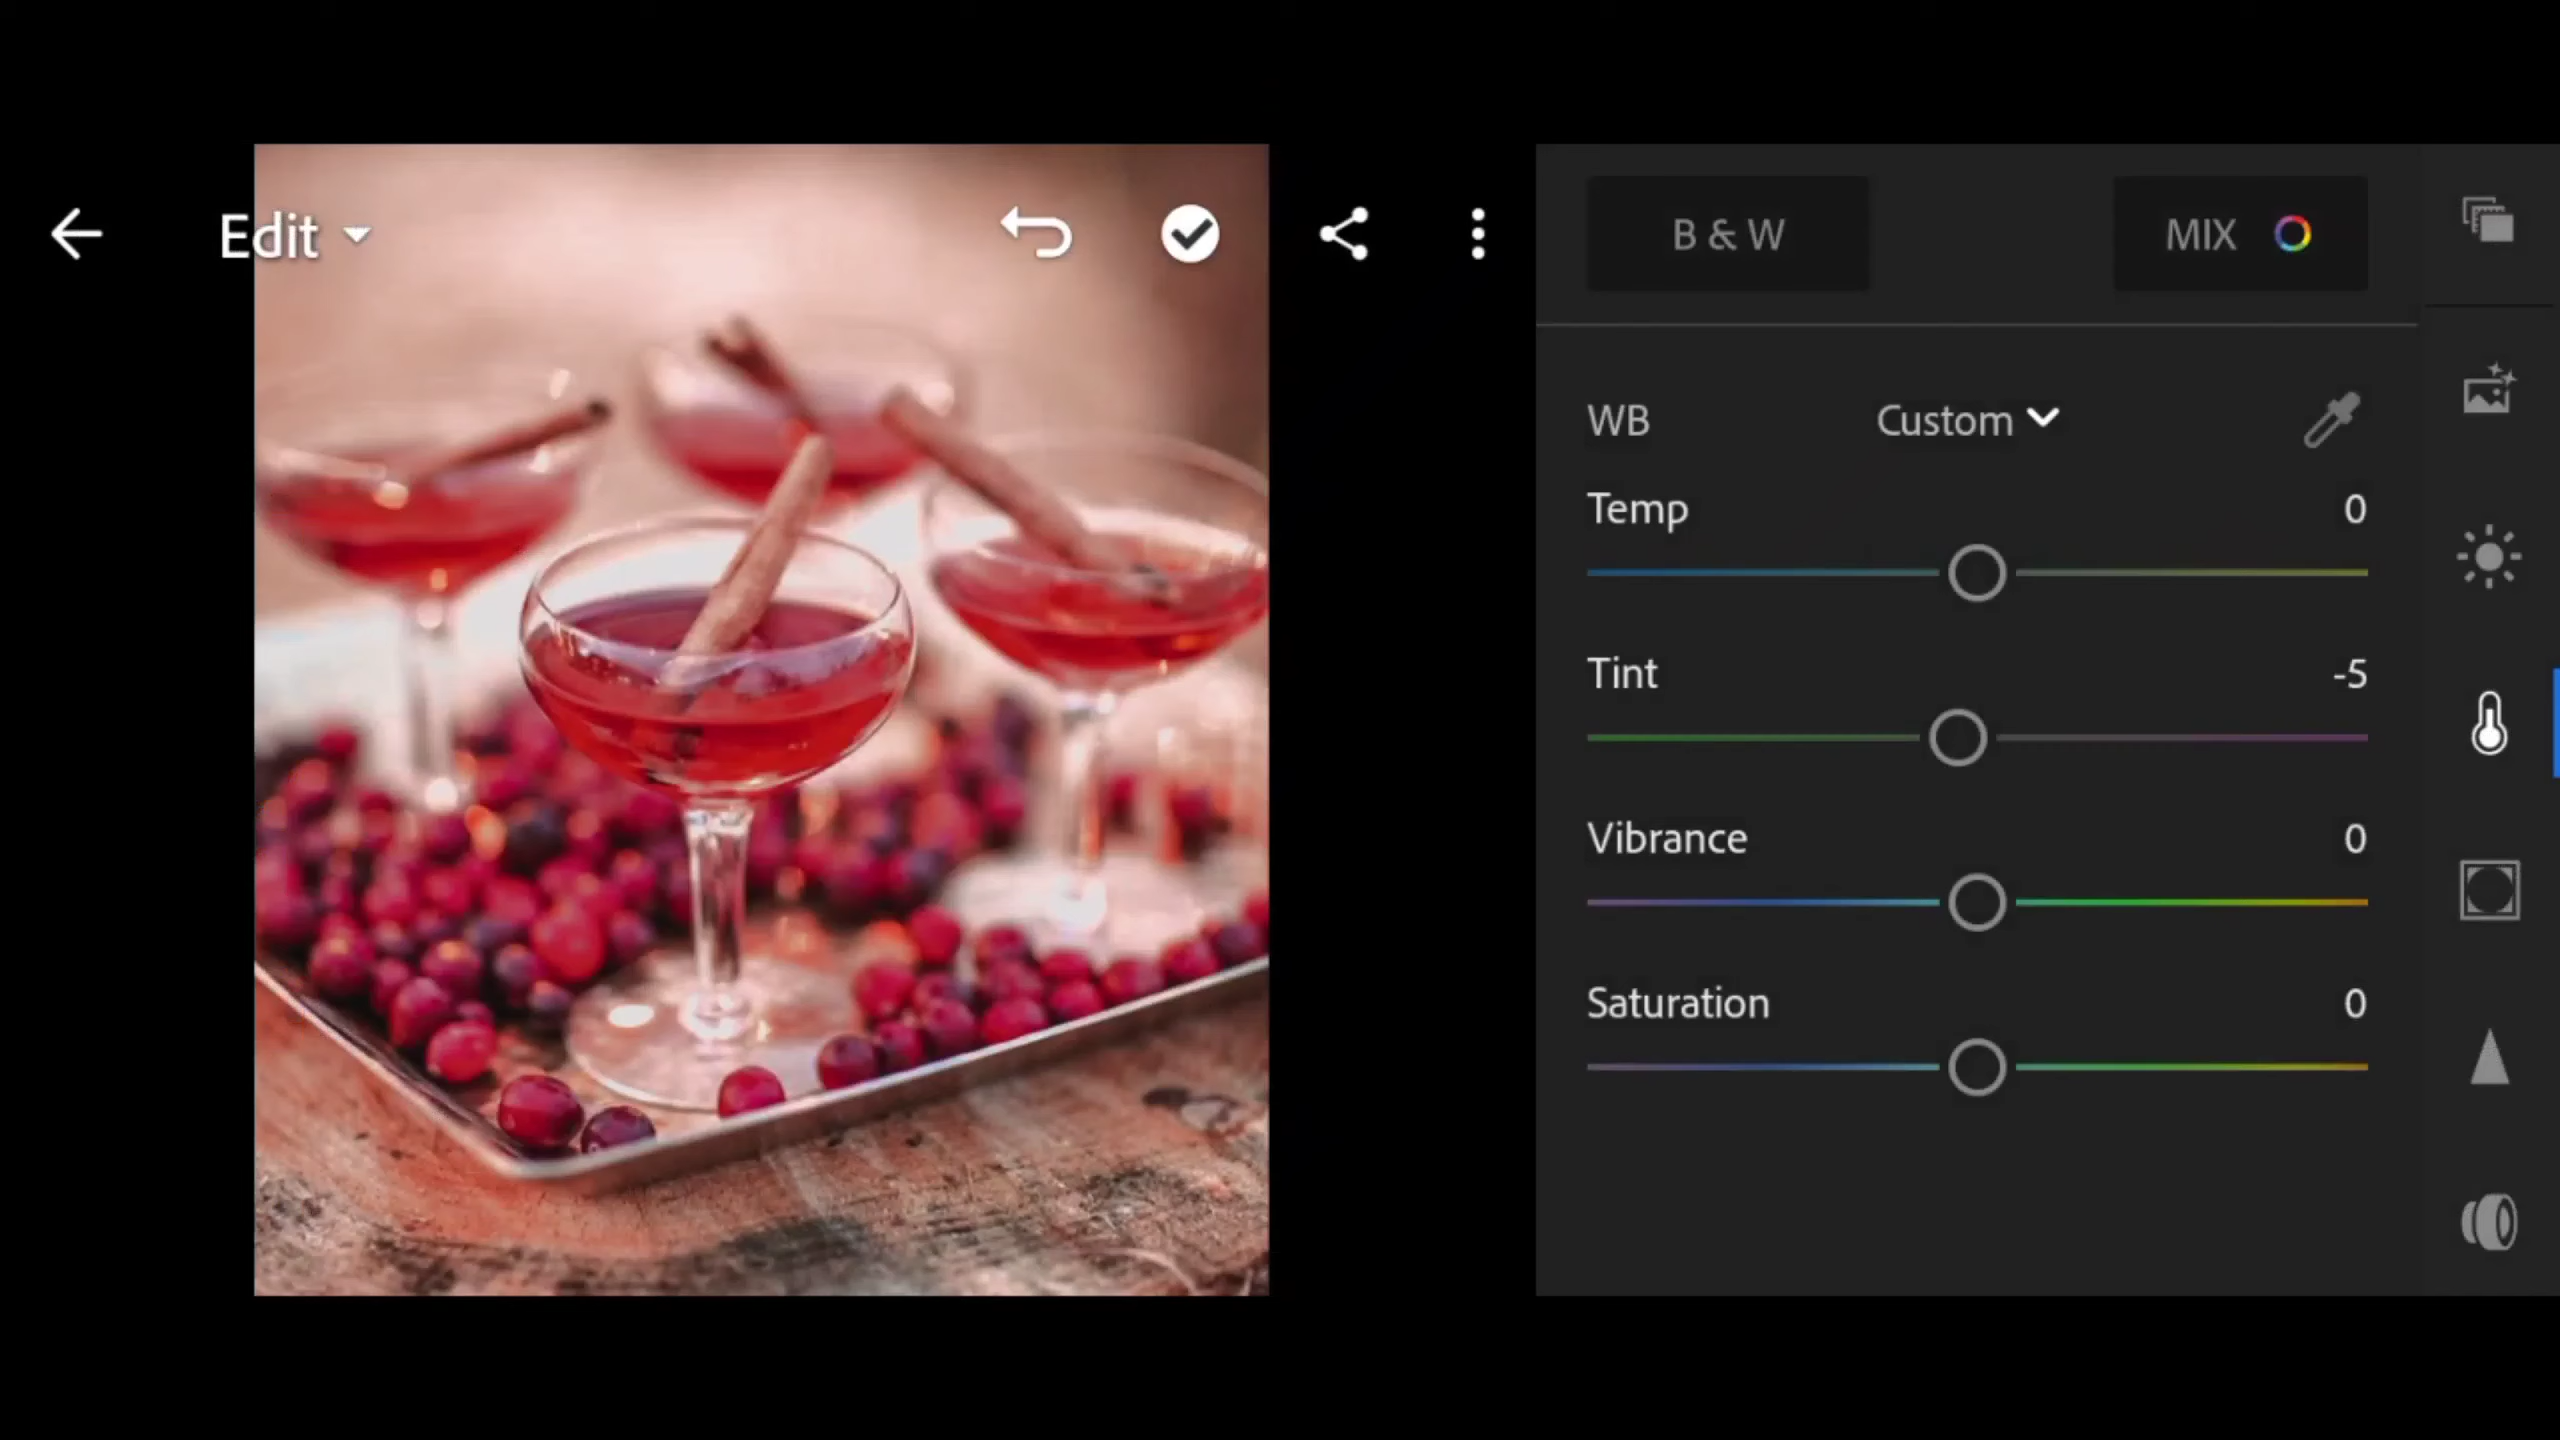 Edit
B & W
MIX
WB Custom
Temp 0
Tint -5
Vibrance 0
Saturation 0